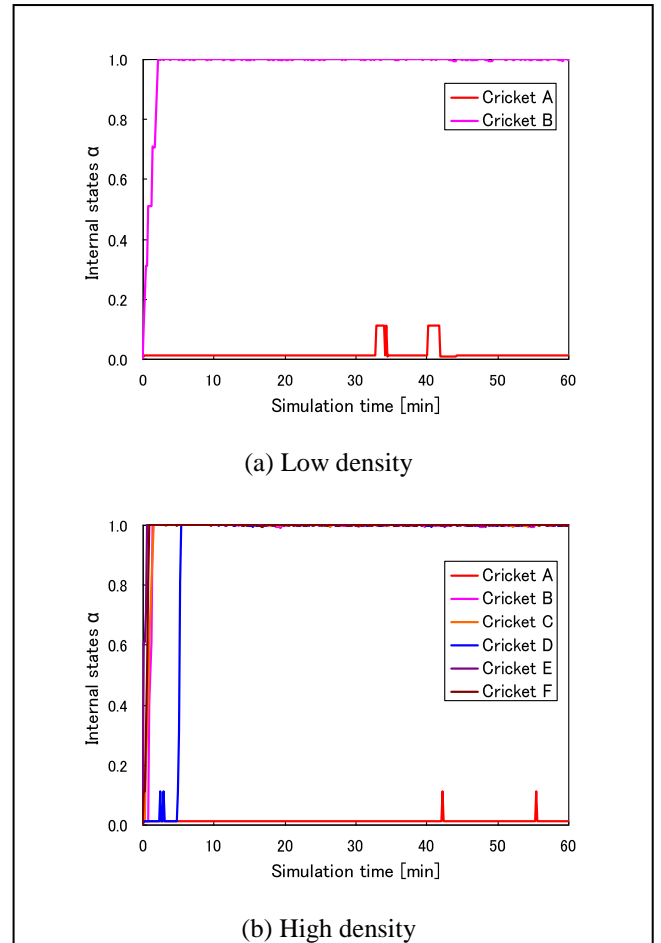 1.0
0.8
0.6
0.4
0.2
0.0
Internal states α
Cricket A
Cricket B
0 10 20 30 40 50 60
Simulation time [min]
(a) Low density
1.0
0.8
0.6
0.4
0.2
0.0
Internal states α
Cricket A
Cricket B
Cricket C
Cricket D
Cricket E
Cricket F
0 10 20 30 40 50 60
Simulation time [min]
(b) High density